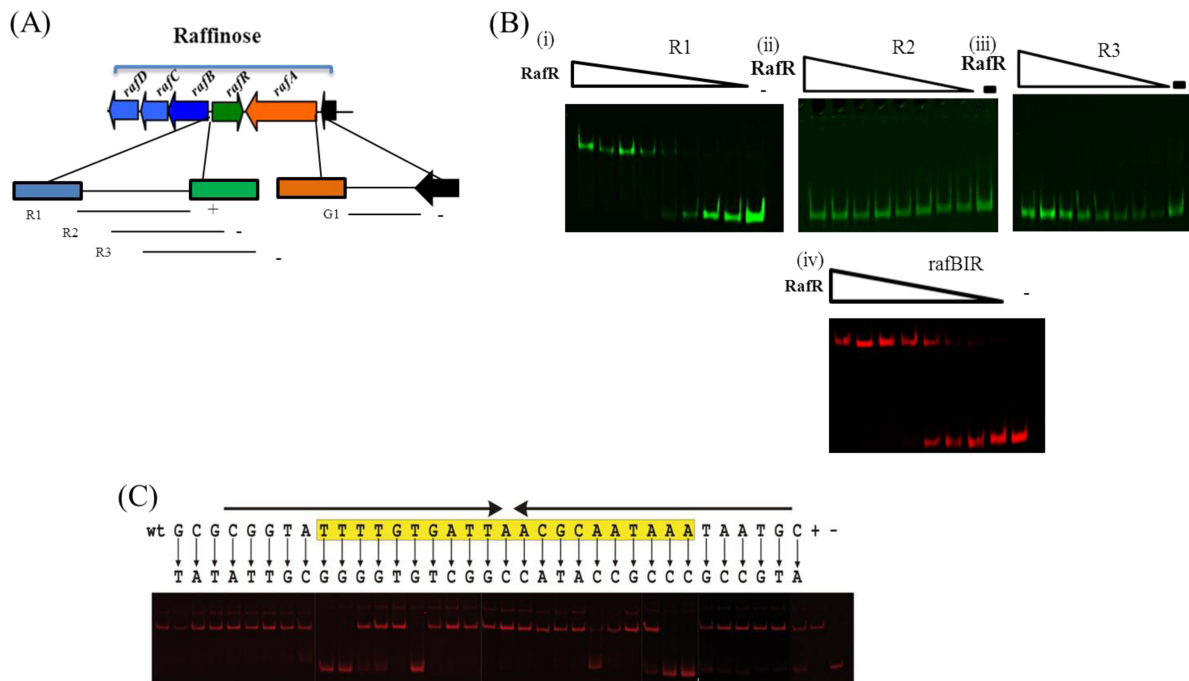 (A)
Raffinose
rafD rafC rafB rafR rafA
R1 + G1 -
R2 -
R3 -
(B)
(i) R1 (ii) R2 (iii) R3
RafR - RafR RafR
(iv) rafBIR
RafR -
(C)
wt G C G C G G T A T T T T G T G A T T A A C G C A A T A A A T A A T G C + -
T A T A T T G C G G G G T G T C G G C C A T A C C G C C C G C C G T A